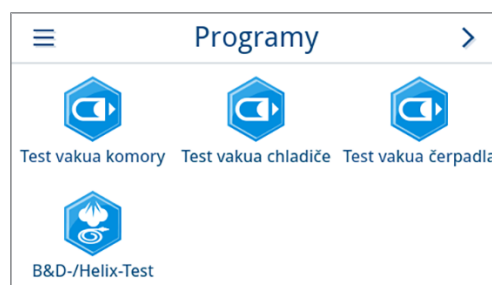 Programy
Test vakua komory Test vakua chladiče Test vakua čerpadla
B&D-/Helix-Test